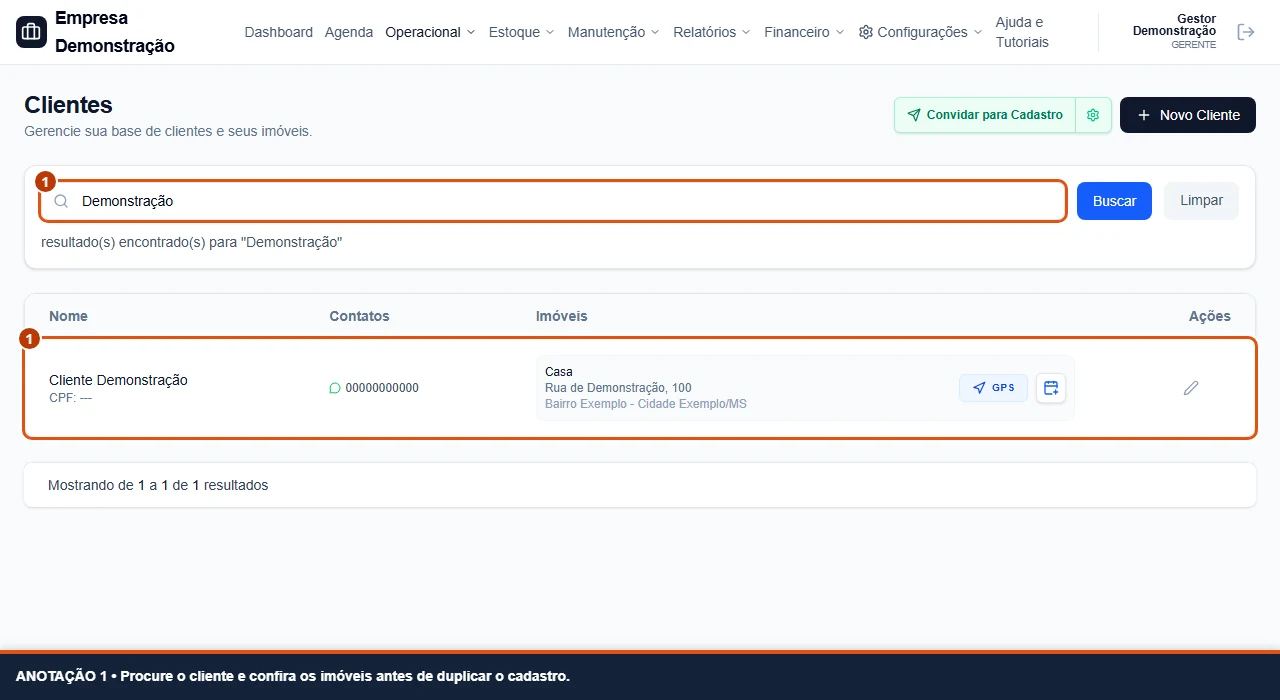 Empresa Demonstração
Dashboard Agenda Operacional Estoque Manutenção Relatórios Financeiro Configurações Ajuda e Tutoriais
Gestor Demonstração
GERENTE
Clientes
Gerencie sua base de clientes e seus imóveis.
Convidar para Cadastro
Novo Cliente
1
Demonstração
Buscar
Limpar
resultado(s) encontrado(s) para "Demonstração"
Nome Contatos Imóveis Ações
1
Cliente Demonstração
CPF: ---
00000000000
Casa
Rua de Demonstração, 100
Bairro Exemplo - Cidade Exemplo/MS
GPS
Mostrando de 1 a 1 de 1 resultados
ANOTAÇÃO 1 • Procure o cliente e confira os imóveis antes de duplicar o cadastro.